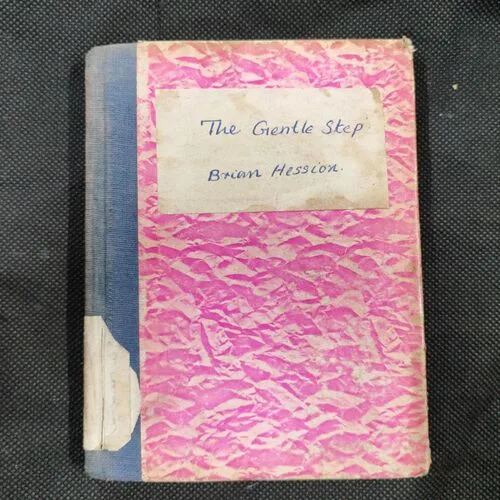 The Gentle Step
Brian Hession.